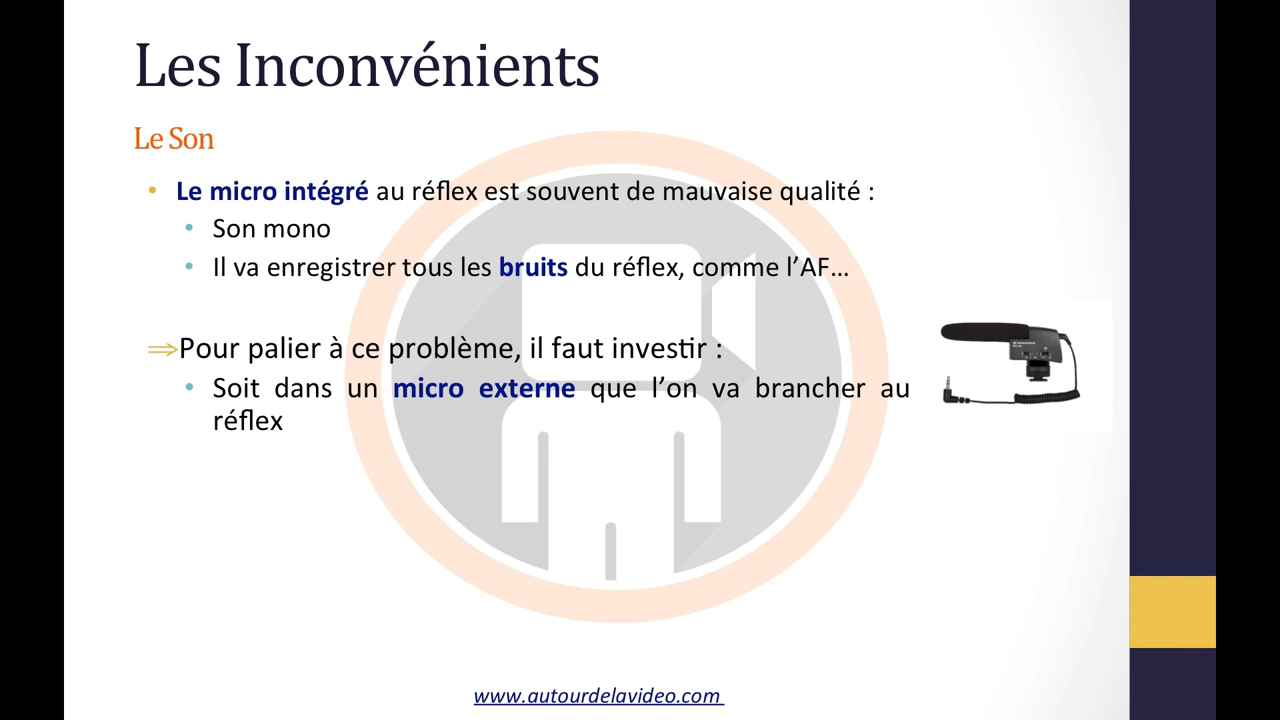 Les Inconvénients
Le Son
• Le micro intégré au réflex est souvent de mauvaise qualité :
• Son mono
• Il va enregistrer tous les bruits du réflex, comme l’AF…
⇒Pour palier à ce problème, il faut investir :
• Soit dans un micro externe que l’on va brancher au
réflex
www.autourdelavideo.com